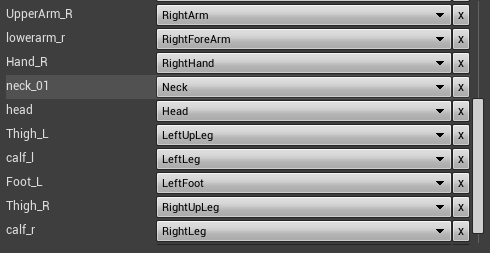 UpperArm_R RightArm x
lowerarm_r RightForeArm x
Hand_R RightHand x
neck_01 Neck x
head Head x
Thigh_L LeftUpLeg x
calf_l LeftLeg x
Foot_L LeftFoot x
Thigh_R RightUpLeg x
calf_r RightLeg x